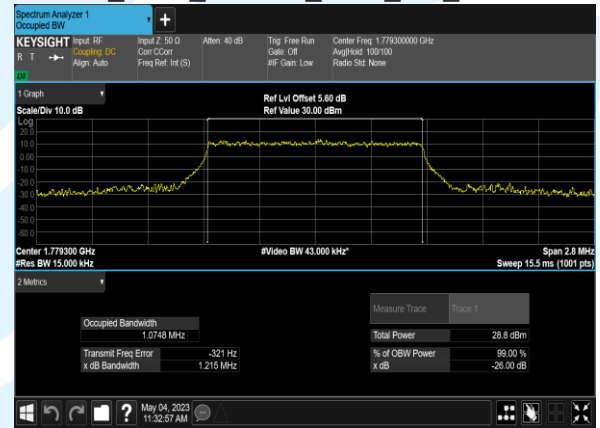 Spectrum Analyzer 1
Occupied BW
KEYSIGHT
R T
LU
Input: RF
Coupling: DC
Align: Auto
Input Z: 50 Ω
Corr CCorr
Freq Ref: Int (S)
Atten: 40 dB
Trig: Free Run
Gate: Off
#IF Gain: Low
Center Freq: 1.779300000 GHz
Avg|Hold: 100/100
Radio Std: None
1 Graph
Scale/Div 10.0 dB
Ref Lvl Offset 5.60 dB
Ref Value 30.00 dBm
Log
20.0
10.0
0.00
-10.0
-20.0
-30.0
-40.0
-50.0
-60.0
Center 1.779300 GHz
#Res BW 15.000 kHz
#Video BW 43.000 kHz*
Span 2.8 MHz
Sweep 15.5 ms (1001 pts)
2 Metrics
Measure Trace
Trace 1
Occupied Bandwidth
1.0748 MHz
Total Power
28.8 dBm
Transmit Freq Error
-321 Hz
% of OBW Power
99.00 %
x dB Bandwidth
1.215 MHz
x dB
-26.00 dB
?
May 04, 2023
11:32:57 AM